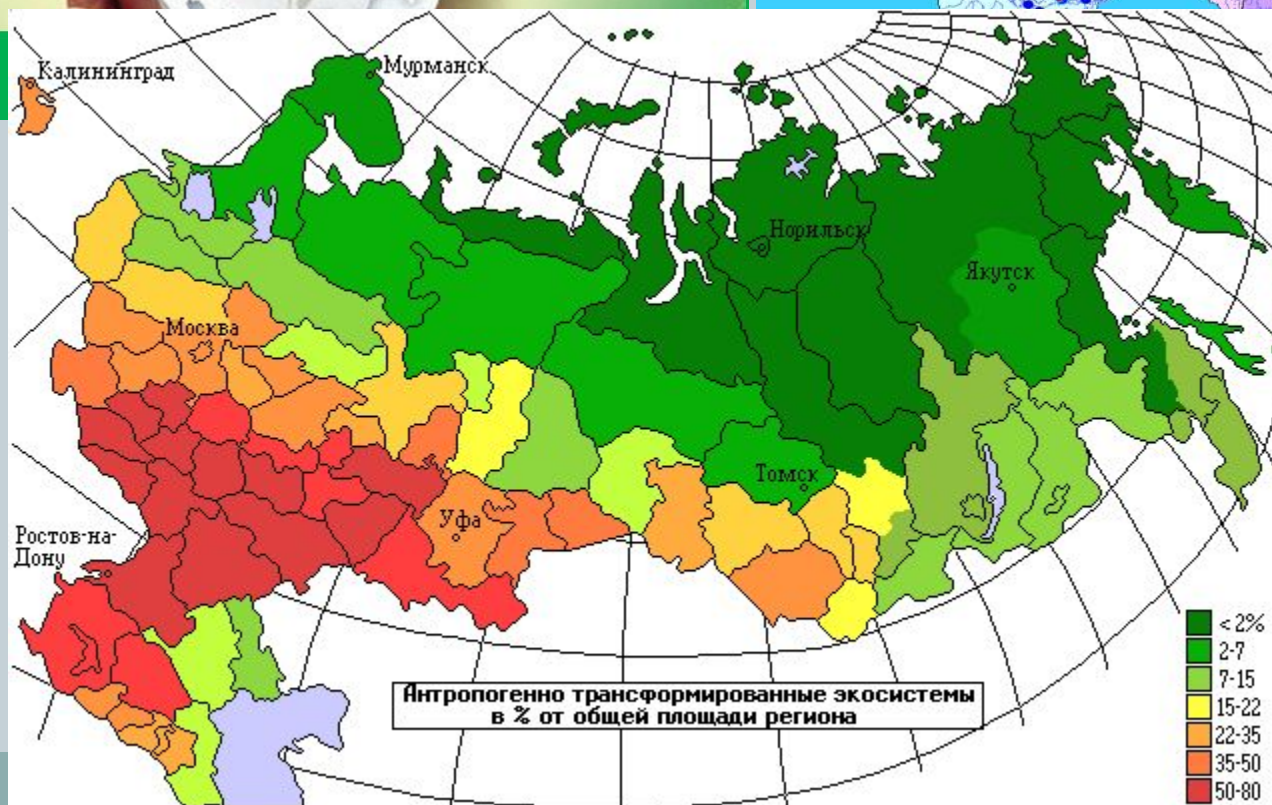 Калининград
Мурманск
Норильск
Якутск
Москва
Томск
Уфа
Ростов-на-
Дону
Антропогенно трансформированные экосистемы
в % от общей площади региона
< 2%
2-7
7-15
15-22
22-35
35-50
50-80